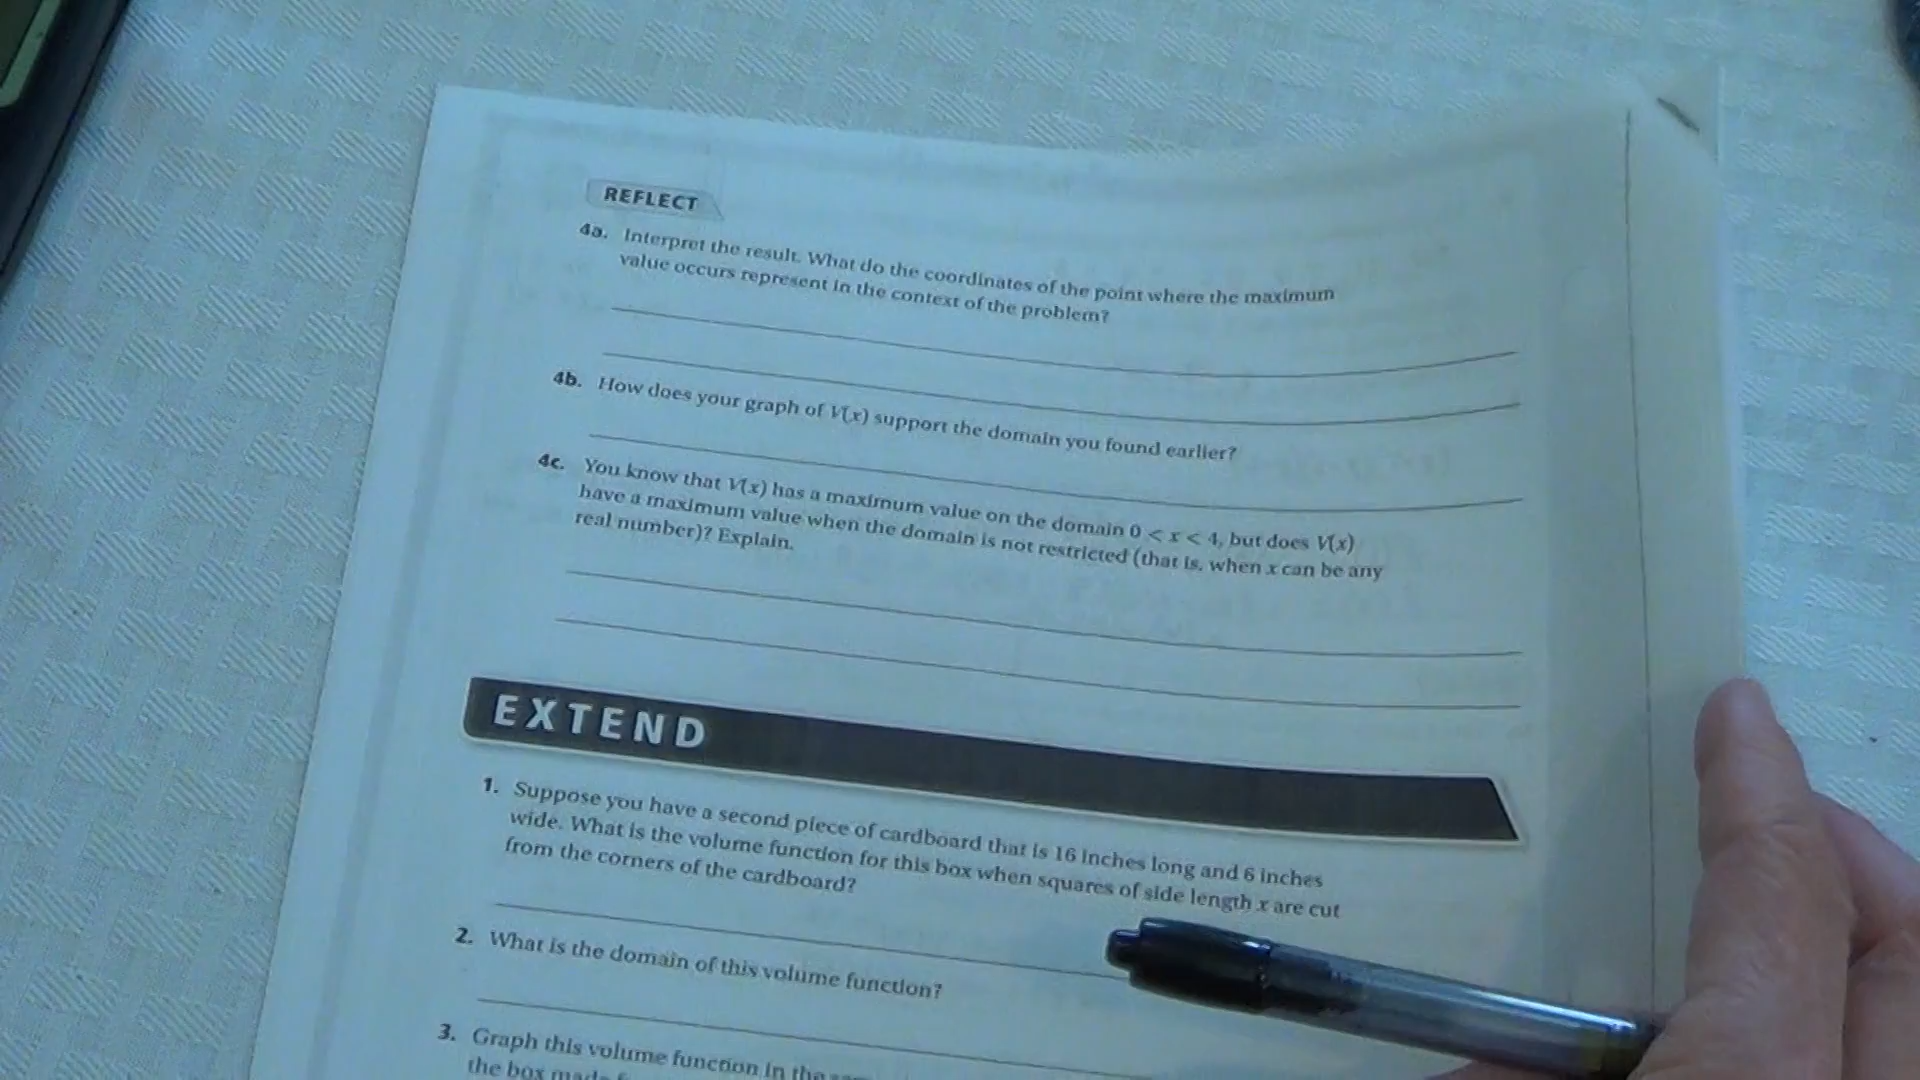 REFLECT
4a. Interpret the result. What do the coordinates of the point where the maximum
value occurs represent in the context of the problem?
4b. How does your graph of V(x) support the domain you found earlier?
4c. You know that V(x) has a maximum value on the domain 0 < x < 4, but does V(x)
have a maximum value when the domain is not restricted (that is, when x can be any
real number)? Explain.
EXTEND
1. Suppose you have a second piece of cardboard that is 16 inches long and 6 inches
wide. What is the volume function for this box when squares of side length x are cut
from the corners of the cardboard?
2. What is the domain of this volume function?
3. Graph this volume function in the
the box made